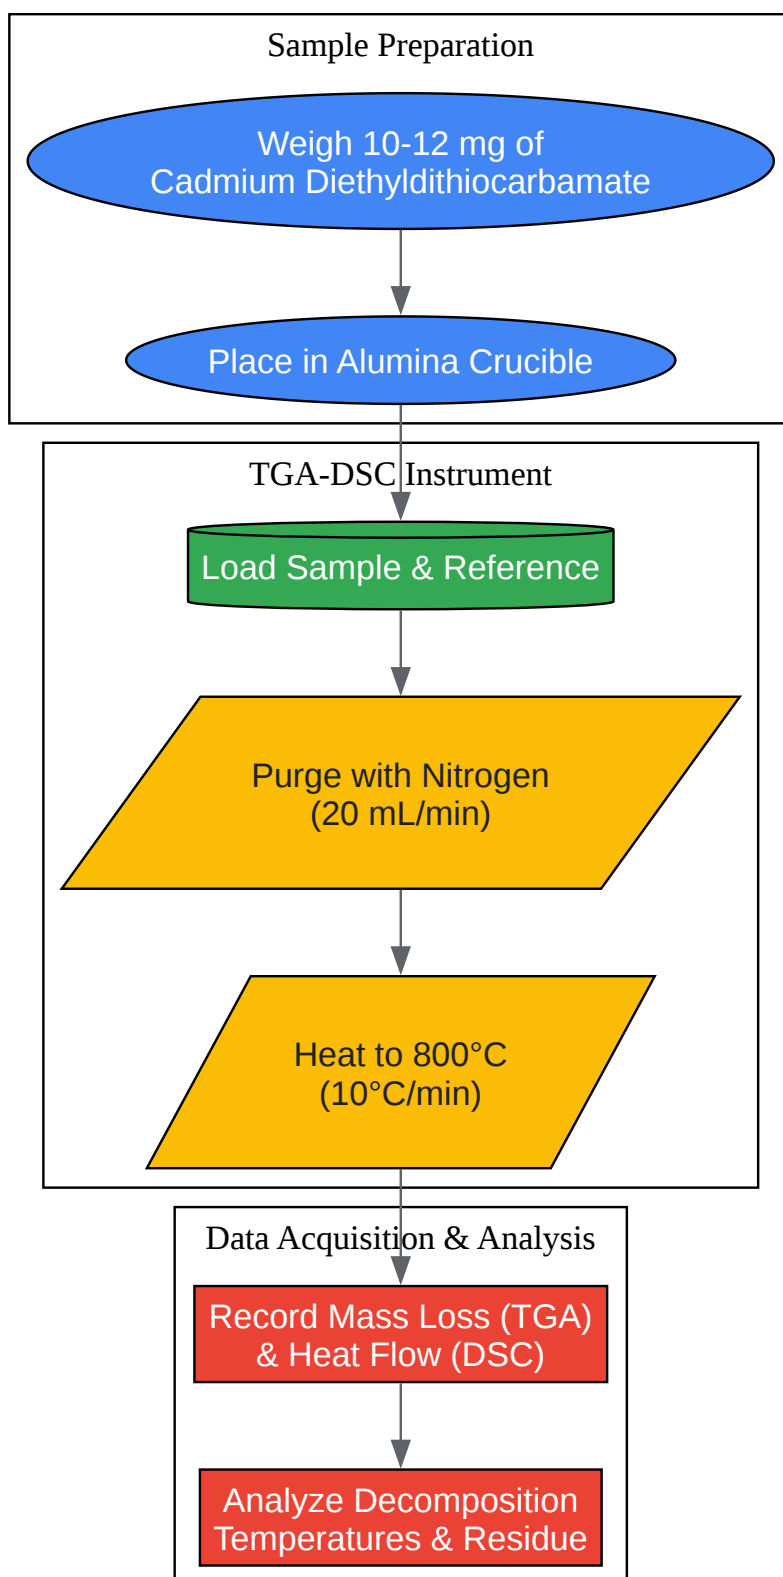 Sample Preparation
Weigh 10-12 mg of
Cadmium Diethyldithiocarbamate
Place in Alumina Crucible
TGA-DSC Instrument
Load Sample & Reference
Purge with Nitrogen
(20 mL/min)
Heat to 800°C
(10°C/min)
Data Acquisition & Analysis
Record Mass Loss (TGA)
& Heat Flow (DSC)
Analyze Decomposition
Temperatures & Residue